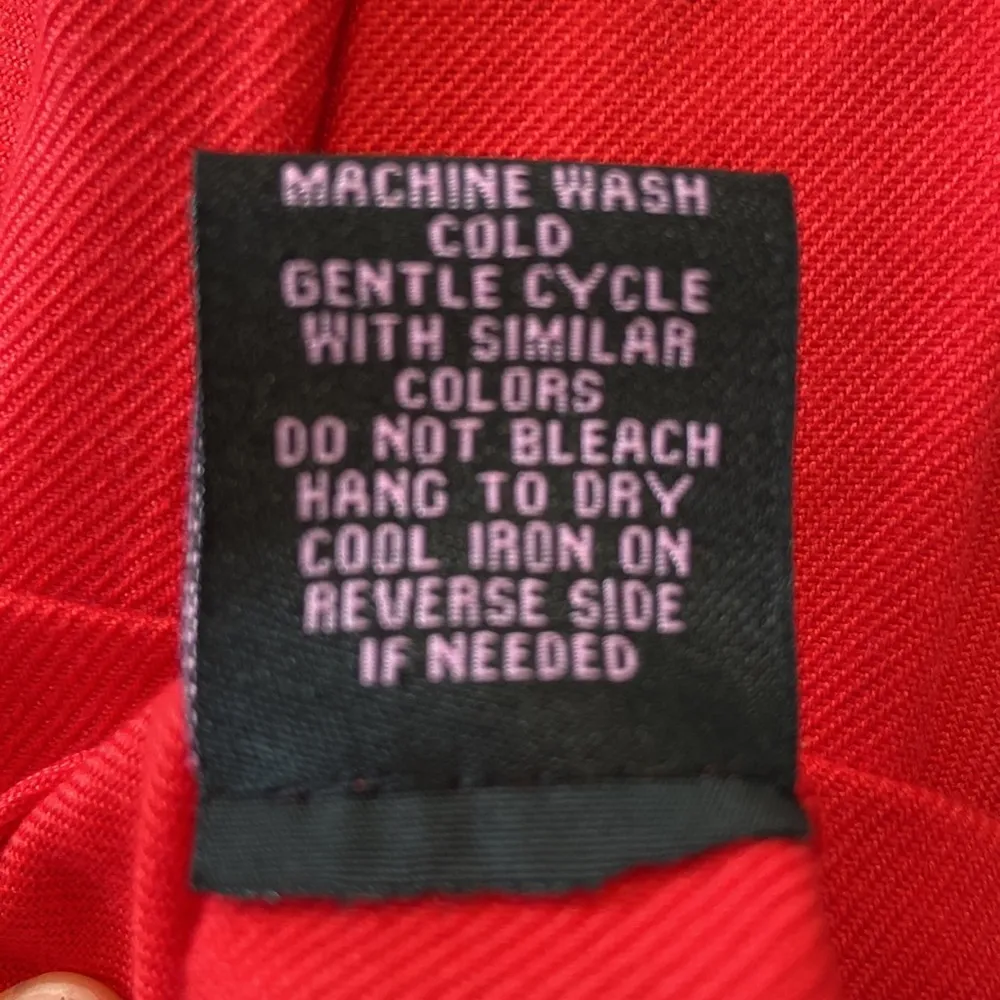 MACHINE WASH
COLD
GENTLE CYCLE
WITH SIMILAR
COLORS
DO NOT BLEACH
HANG TO DRY
COOL IRON ON
REVERSE SIDE
IF NEEDED